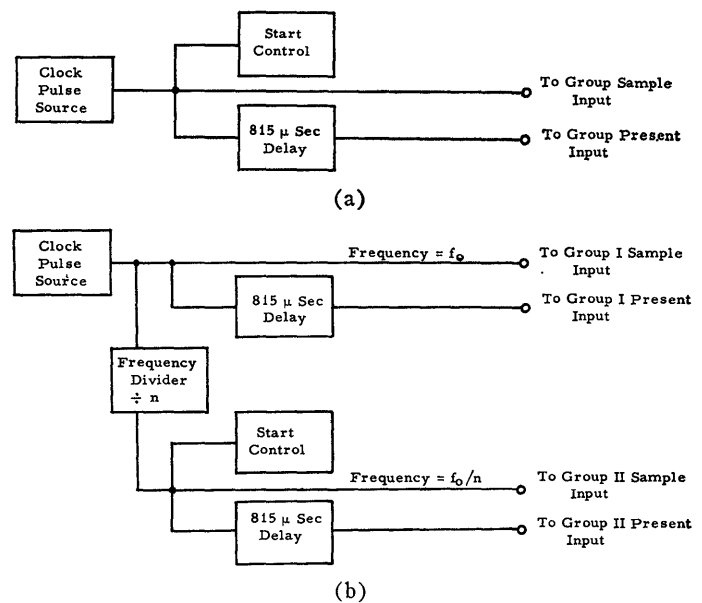 Start
Control
Clock
Pulse
Source
To Group Sample
Input
815 μ Sec
Delay
To Group Present
Input
(a)
Clock
Pulse
Source
Frequency = fo
To Group I Sample
Input
815 μ Sec
Delay
To Group I Present
Input
Frequency
Divider
÷ n
Start
Control
Frequency = fo/n
To Group II Sample
Input
815 μ Sec
Delay
To Group II Present
Input
(b)